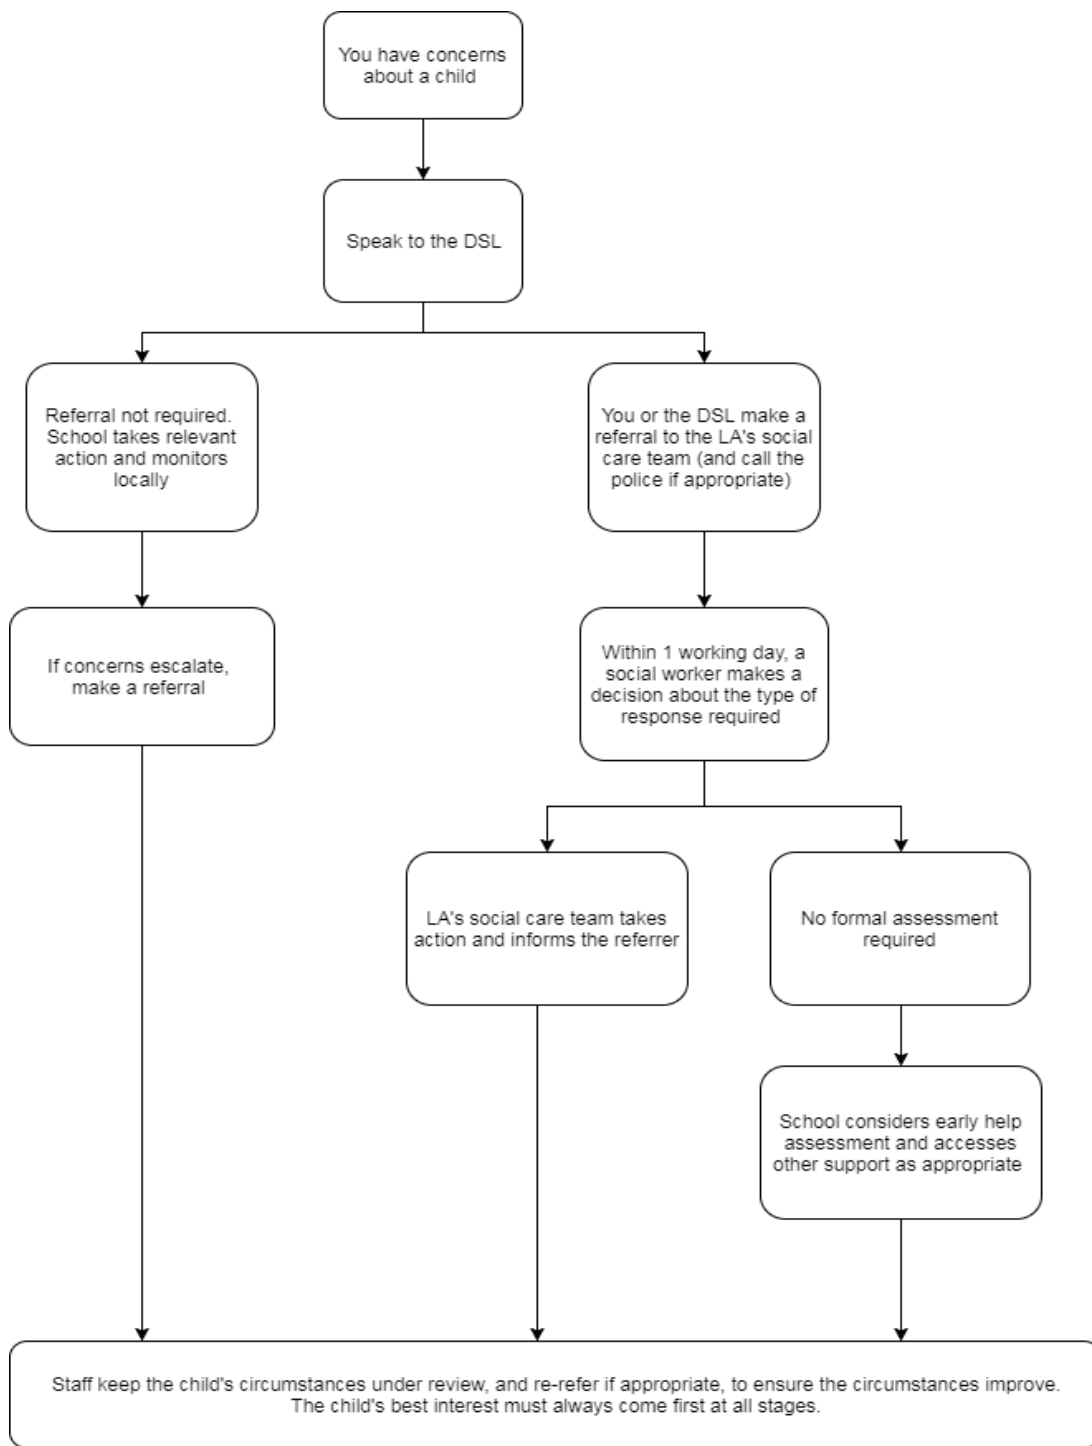 You have concerns
about a child
Speak to the DSL
Referral not required.
School takes relevant
action and monitors
locally
You or the DSL make a
referral to the LA's social
care team (and call the
police if appropriate)
If concerns escalate,
make a referral
Within 1 working day, a
social worker makes a
decision about the type of
response required
LA's social care team takes
action and informs the referrer
No formal assessment
required
School considers early help
assessment and accesses
other support as appropriate
Staff keep the child's circumstances under review, and re-refer if appropriate, to ensure the circumstances improve.
The child's best interest must always come first at all stages.